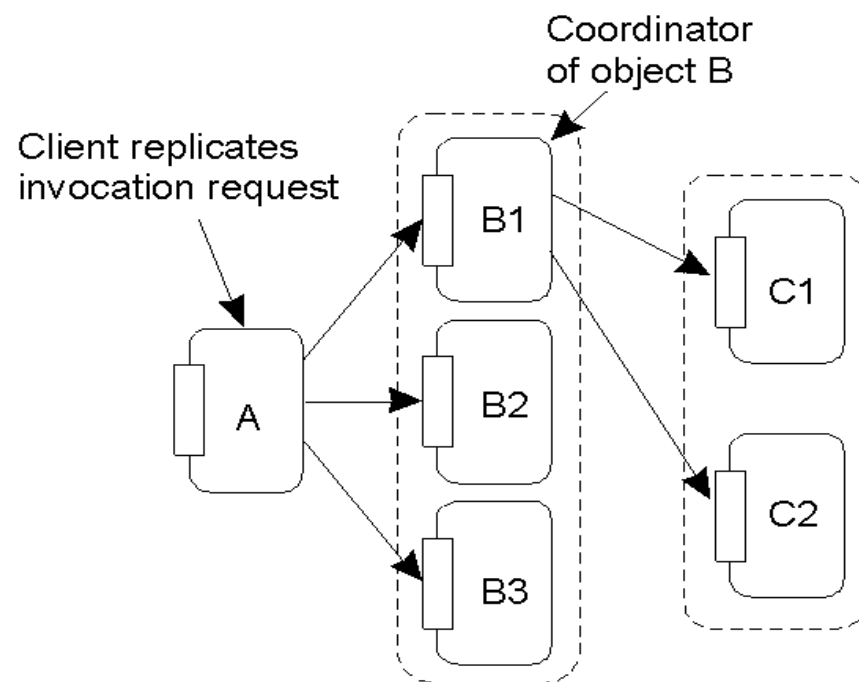 Coordinator
of object B
Client replicates
invocation request
B1
C1
A
B2
C2
B3